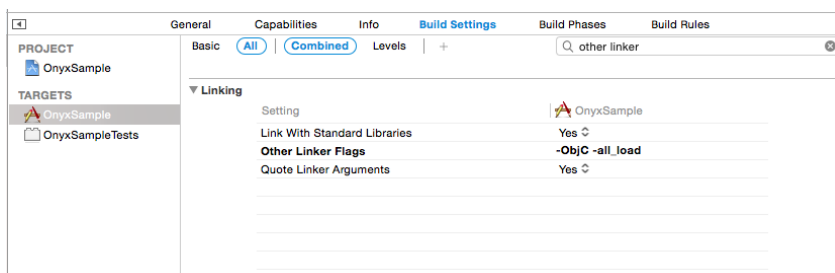 General Capabilities Info Build Settings Build Phases Build Rules
PROJECT
OnyxSample
TARGETS
OnyxSample
OnyxSampleTests
Basic All Combined Levels +
other linker
Linking
Setting OnyxSample
Link With Standard Libraries Yes
Other Linker Flags -ObjC -all_load
Quote Linker Arguments Yes